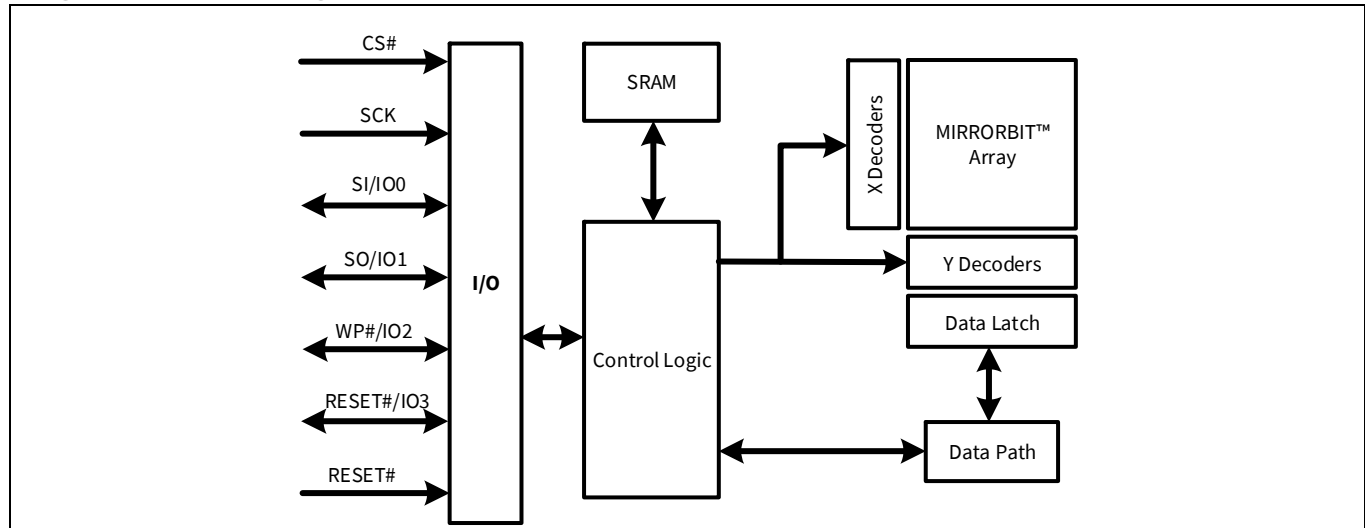 CS#
SCK
SI/IO0
SO/IO1
WP#/IO2
RESET#/IO3
RESET#
I/O
SRAM
Control Logic
X Decoders
MIRRORBIT™
Array
Y Decoders
Data Latch
Data Path